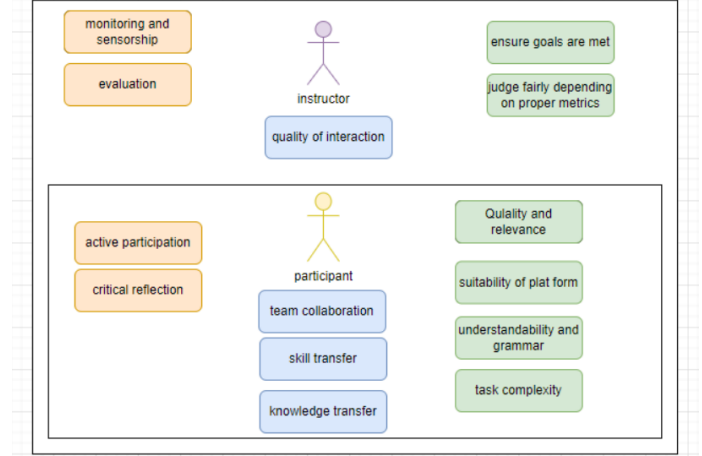 monitoring and
sensorship
evaluation
instructor
quality of interaction
ensure goals are met
judge fairly depending
on proper metrics
active participation
critical reflection
participant
team collaboration
skill transfer
knowledge transfer
Qulality and
relevance
suitability of plat form
understandability and
grammar
task complexity